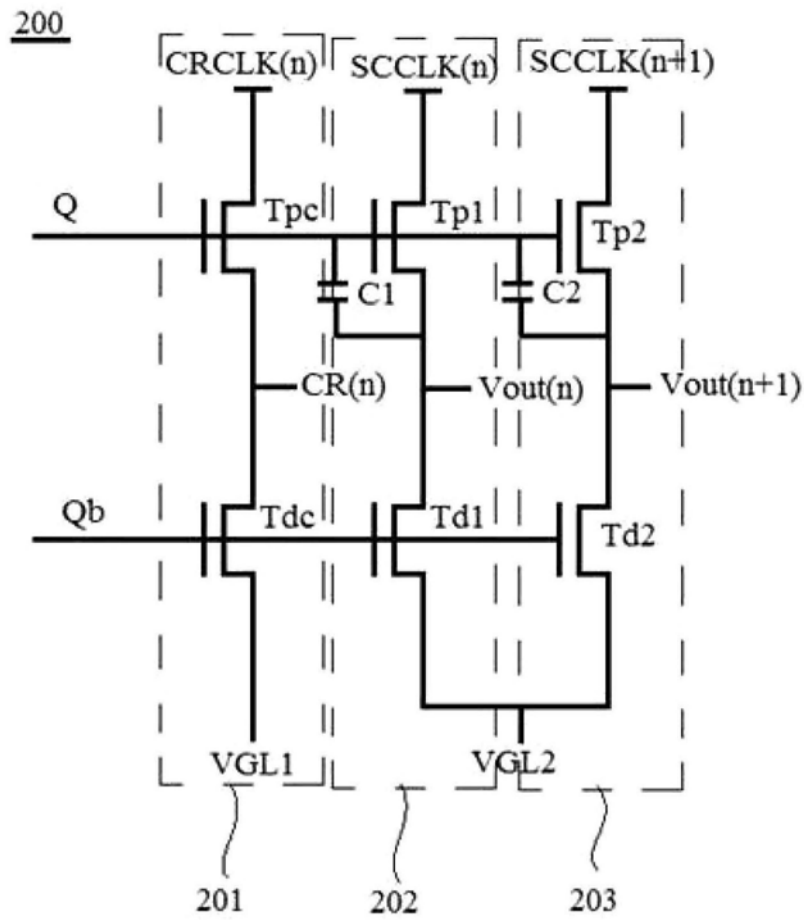 200
CRCLK(n) SCCLK(n) SCCLK(n+1)
Q Tpc Tp1 Tp2
C1 C2
CR(n) Vout(n) Vout(n+1)
Qb Tdc Td1 Td2
VGL1 VGL2
201 202 203